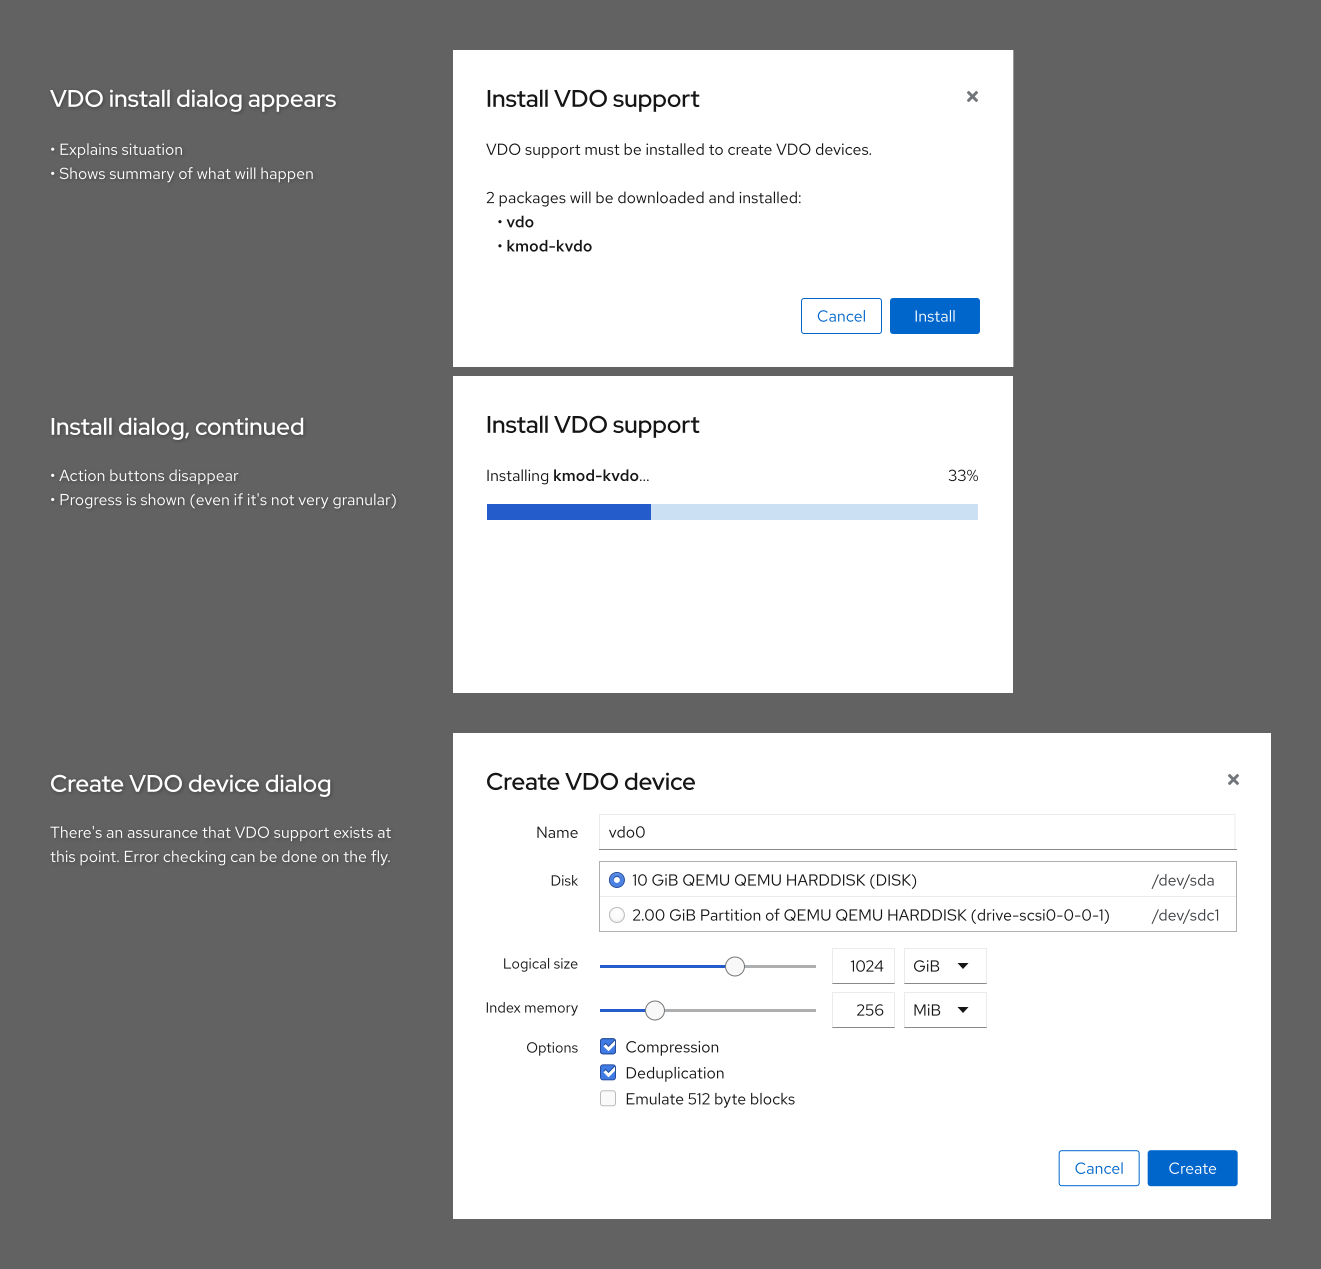 VDO install dialog appears
• Explains situation
• Shows summary of what will happen
Install VDO support
VDO support must be installed to create VDO devices.
2 packages will be downloaded and installed:
• vdo
• kmod-kvdo
Cancel
Install
Install dialog, continued
• Action buttons disappear
• Progress is shown (even if it's not very granular)
Install VDO support
Installing kmod-kvdo...
33%
Create VDO device dialog
There's an assurance that VDO support exists at
this point. Error checking can be done on the fly.
Create VDO device
Name
vdo0
Disk
10 GiB QEMU QEMU HARDDISK (DISK)
/dev/sda
2.00 GiB Partition of QEMU QEMU HARDDISK (drive-scsi0-0-0-1)
/dev/sdc1
Logical size
1024
GiB
Index memory
256
MiB
Options
Compression
Deduplication
Emulate 512 byte blocks
Cancel
Create